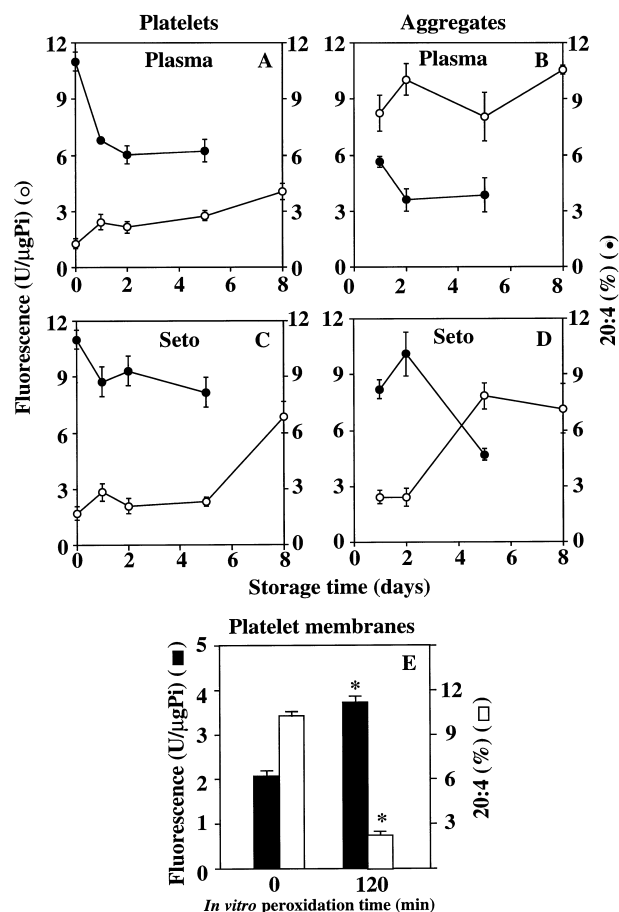 Platelets Aggregates
12 Plasma A 12 12 Plasma B 12
9 9 9 9
6 6 6 6
3 3 3 3
0 0 0 0
0 2 4 6 8 0 2 4 6 8
12 Seto C 12 12 Seto D 12
9 9 9 9
6 6 6 6
3 3 3 3
0 0 0 0
0 2 4 6 8 0 2 4 6 8
Fluorescence (U/µgPi) (○)
20:4 (%) (●)
Storage time (days)
Platelet membranes
E
5
4
3
2
1
0
12
9
6
3
* *
Fluorescence (U/µgPi) (■)
20:4 (%) (□)
0 120
In vitro peroxidation time (min)